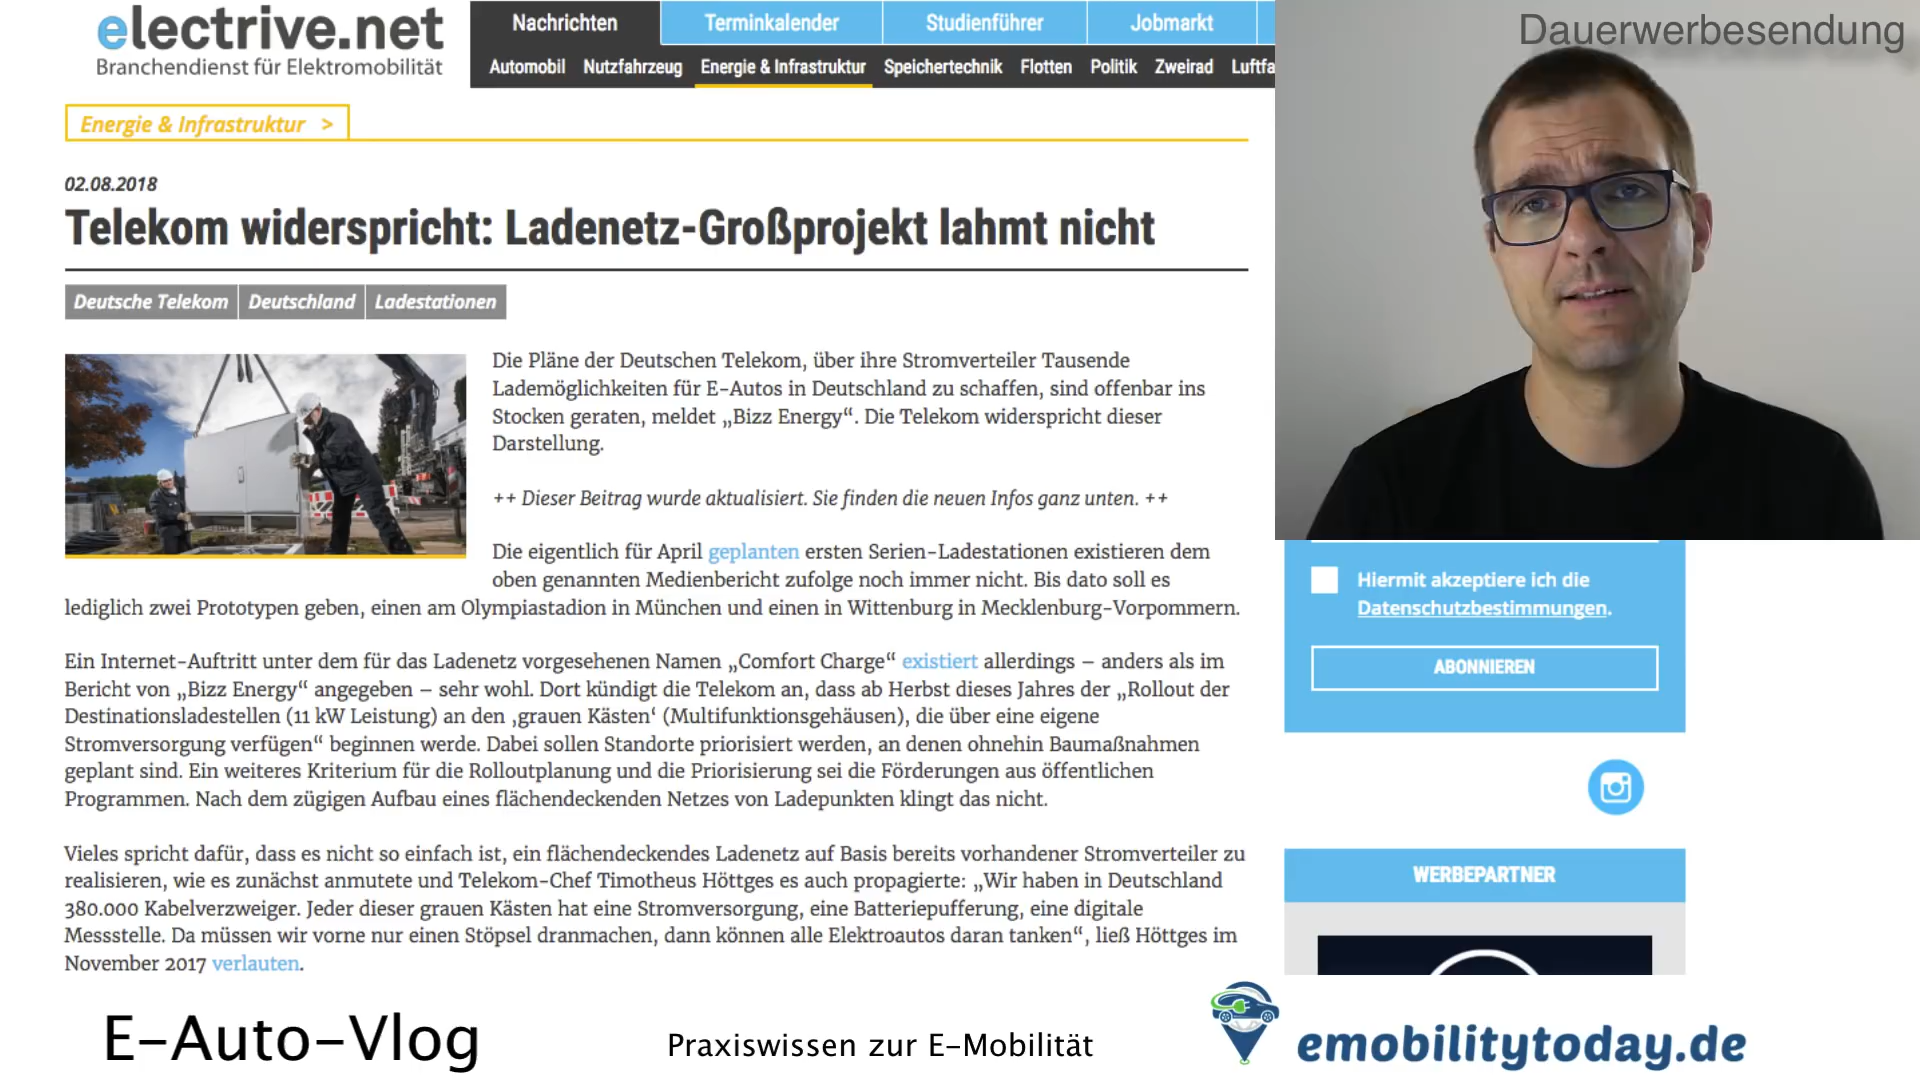 electrive.net
Branchendienst für Elektromobilität
Nachrichten
Terminkalender
Studienführer
Jobmarkt
Automobil Nutzfahrzeug Energie & Infrastruktur Speichertechnik Flotten Politik Zweirad Luftfa
Dauerwerbesendung
Energie & Infrastruktur >
02.08.2018
Telekom widerspricht: Ladenetz-Großprojekt lahmt nicht
Deutsche Telekom Deutschland Ladestationen
Die Pläne der Deutschen Telekom, über ihre Stromverteiler Tausende
Lademöglichkeiten für E-Autos in Deutschland zu schaffen, sind offenbar ins
Stocken geraten, meldet „Bizz Energy“. Die Telekom widerspricht dieser
Darstellung.
++ Dieser Beitrag wurde aktualisiert. Sie finden die neuen Infos ganz unten. ++
Die eigentlich für April geplanten ersten Serien-Ladestationen existieren dem
oben genannten Medienbericht zufolge noch immer nicht. Bis dato soll es
lediglich zwei Prototypen geben, einen am Olympiastadion in München und einen in Wittenburg in Mecklenburg-Vorpommern.
Ein Internet-Auftritt unter dem für das Ladenetz vorgesehenen Namen „Comfort Charge“ existiert allerdings – anders als im
Bericht von „Bizz Energy“ angegeben – sehr wohl. Dort kündigt die Telekom an, dass ab Herbst dieses Jahres der „Rollout der
Destinationsladestellen (11 kW Leistung) an den ‚grauen Kästen‘ (Multifunktionsgehäusen), die über eine eigene
Stromversorgung verfügen“ beginnen werde. Dabei sollen Standorte priorisiert werden, an denen ohnehin Baumaßnahmen
geplant sind. Ein weiteres Kriterium für die Rolloutplanung und die Priorisierung sei die Förderungen aus öffentlichen
Programmen. Nach dem zügigen Aufbau eines flächendeckenden Netzes von Ladepunkten klingt das nicht.
Vieles spricht dafür, dass es nicht so einfach ist, ein flächendeckendes Ladenetz auf Basis bereits vorhandener Stromverteiler zu
realisieren, wie es zunächst anmutete und Telekom-Chef Timotheus Höttges es auch propagierte: „Wir haben in Deutschland
380.000 Kabelverzweiger. Jeder dieser grauen Kästen hat eine Stromversorgung, eine Batteriepufferung, eine digitale
Messstelle. Da müssen wir vorne nur einen Stöpsel dranmachen, dann können alle Elektroautos daran tanken“, ließ Höttges im
November 2017 verlauten.
Hiermit akzeptiere ich die
Datenschutzbestimmungen.
ABONNIEREN
WERBEPARTNER
E-Auto-Vlog
Praxiswissen zur E-Mobilität
emobilitytoday.de